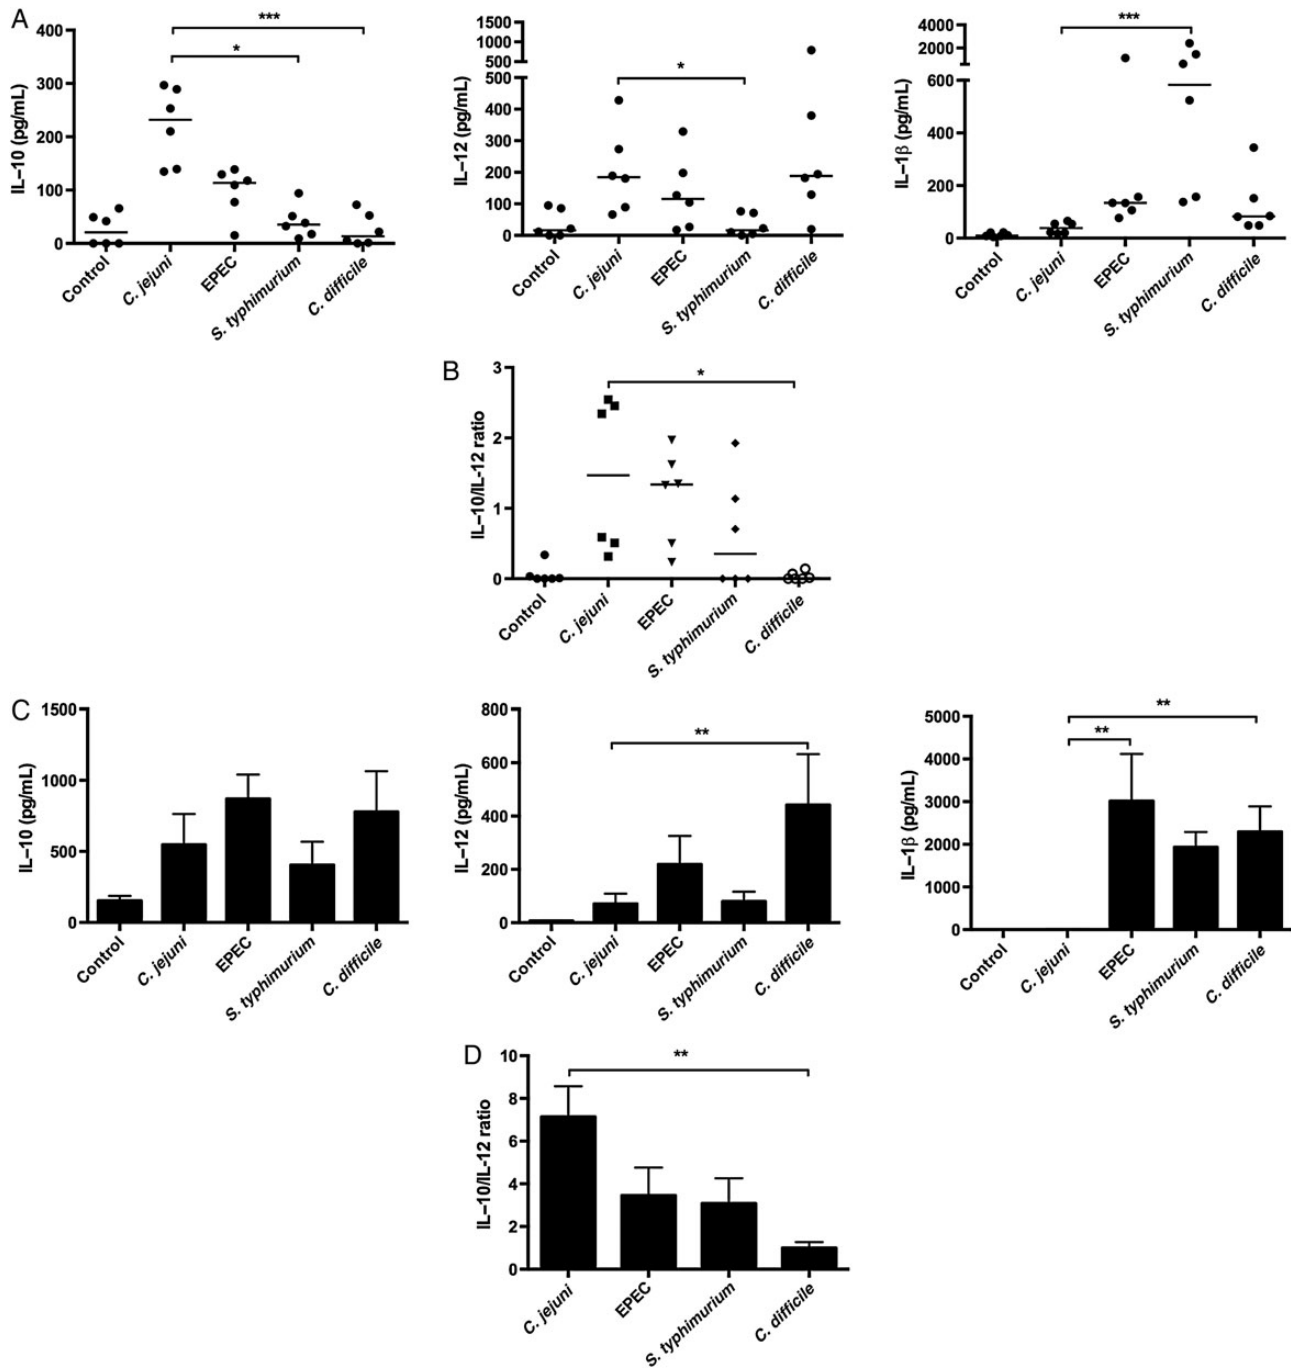 A
IL–10 (pg/mL)
400
300
200
100
0
***
*
Control
C. jejuni
EPEC
S. typhimurium
C. difficile
IL–12 (pg/mL)
1500
1000
500
500
400
300
200
100
0
*
Control
C. jejuni
EPEC
S. typhimurium
C. difficile
IL–1β (pg/mL)
4000
2000
600
400
200
0
***
Control
C. jejuni
EPEC
S. typhimurium
C. difficile
B
IL–10/IL-12 ratio
3
2
1
0
*
Control
C. jejuni
EPEC
S. typhimurium
C. difficile
C
IL–10 (pg/mL)
1500
1000
500
0
Control
C. jejuni
EPEC
S. typhimurium
C. difficile
IL–12 (pg/mL)
800
600
400
200
0
**
Control
C. jejuni
EPEC
S. typhimurium
C. difficile
IL–1β (pg/mL)
5000
4000
3000
2000
1000
0
**
**
Control
C. jejuni
EPEC
S. typhimurium
C. difficile
D
IL–10/IL-12 ratio
10
8
6
4
2
0
**
C. jejuni
EPEC
S. typhimurium
C. difficile